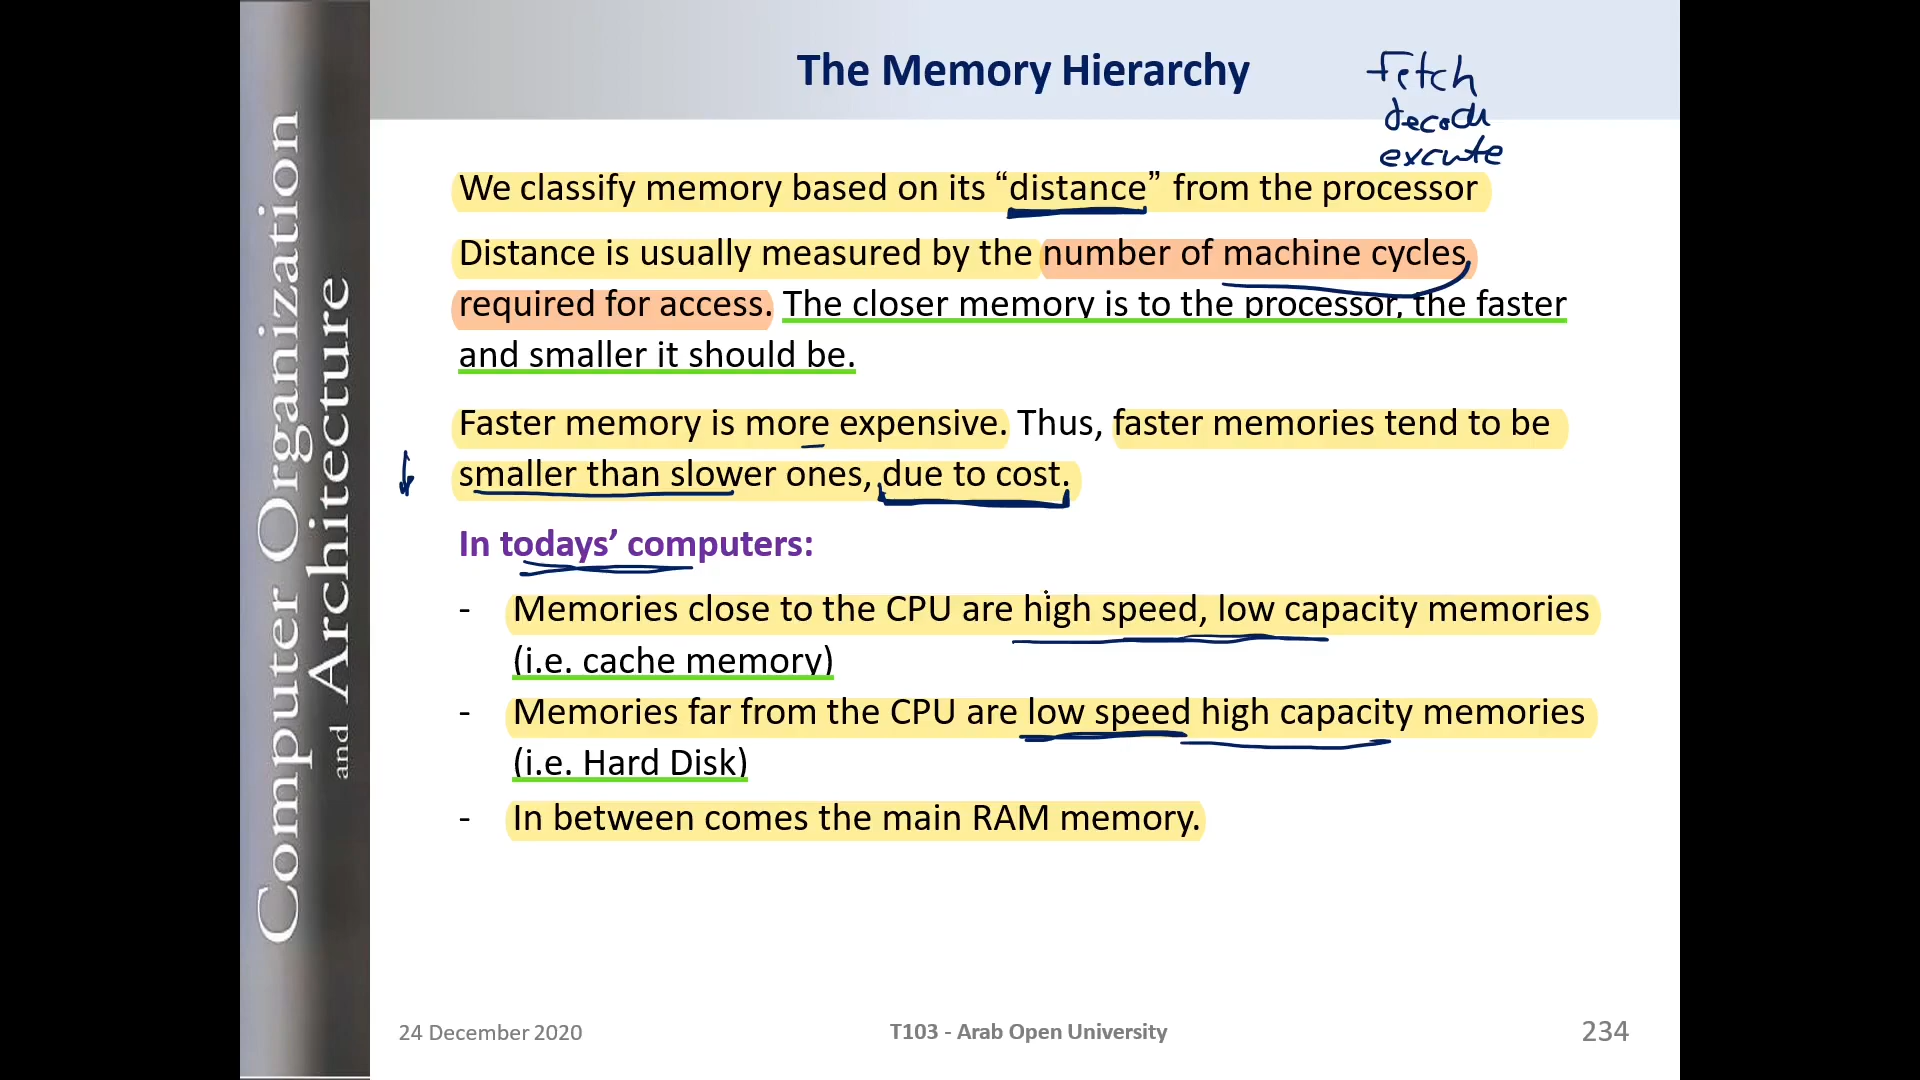 Computer Organization
and Architecture
The Memory Hierarchy
Fetch
decode
excute
We classify memory based on its “distance” from the processor
Distance is usually measured by the number of machine cycles
required for access. The closer memory is to the processor, the faster
and smaller it should be.
Faster memory is more expensive. Thus, faster memories tend to be
smaller than slower ones, due to cost.
In todays’ computers:
- Memories close to the CPU are high speed, low capacity memories
(i.e. cache memory)
- Memories far from the CPU are low speed high capacity memories
(i.e. Hard Disk)
- In between comes the main RAM memory.
24 December 2020
T103 - Arab Open University
234